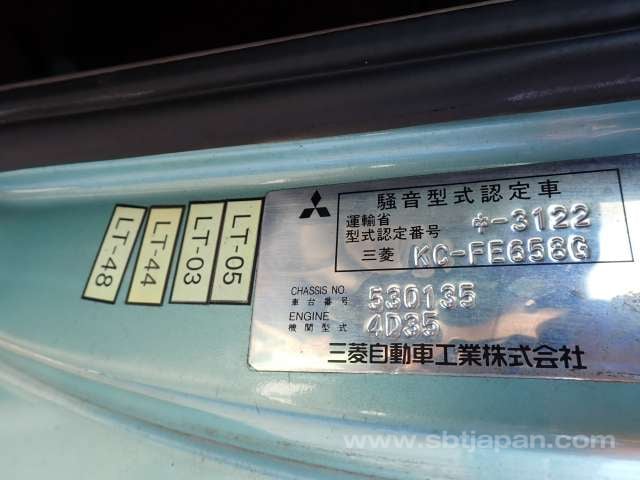 騒音型式認定車
運輸省
型式認定番号 ホ-3122
三菱 KC-FE658G
CHASSIS NO.
車台番号 530135
ENGINE
機関型式 4D35
三菱自動車工業株式会社
LT-48
LT-44
LT-03
LT-05
www.sbtjapan.com